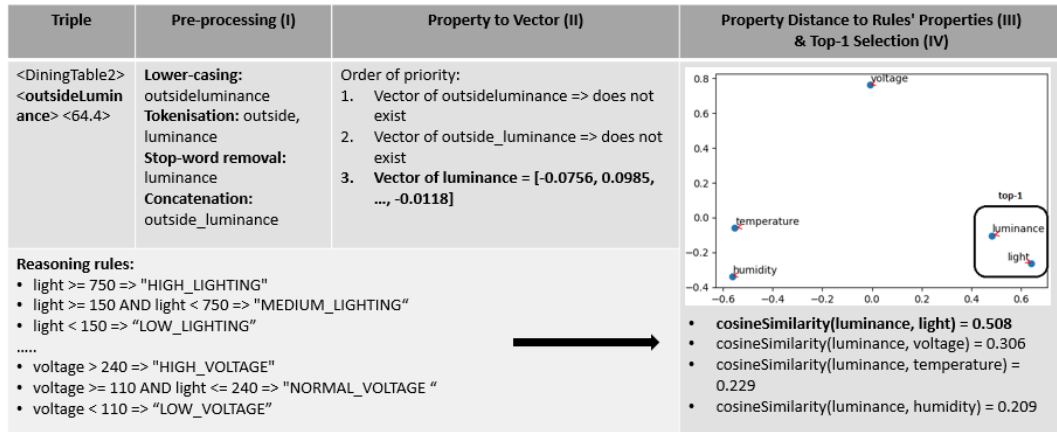 Triple
Pre-processing (I)
Property to Vector (II)
Property Distance to Rules' Properties (III)
& Top-1 Selection (IV)
<DiningTable2>
<outsideLumin
ance> <64.4>
Lower-casing:
outsideluminance
Tokenisation: outside,
luminance
Stop-word removal:
luminance
Concatenation:
outside_luminance
Order of priority:
1. Vector of outsideluminance => does not
exist
2. Vector of outside_luminance => does not
exist
3. Vector of luminance = [-0.0756, 0.0985,
…, -0.0118]
0.8
0.6
0.4
0.2
0.0
−0.2
−0.4
−0.6
−0.4
−0.2
0.0
0.2
0.4
0.6
voltage
top-1
temperature
luminance
light
humidity
Reasoning rules:
• light >= 750 => "HIGH_LIGHTING"
• light >= 150 AND light < 750 => "MEDIUM_LIGHTING“
• light < 150 => “LOW_LIGHTING”
.....
• voltage > 240 => "HIGH_VOLTAGE"
• voltage >= 110 AND light <= 240 => "NORMAL_VOLTAGE “
• voltage < 110 => “LOW_VOLTAGE”
• cosineSimilarity(luminance, light) = 0.508
• cosineSimilarity(luminance, voltage) = 0.306
• cosineSimilarity(luminance, temperature) =
0.229
• cosineSimilarity(luminance, humidity) = 0.209